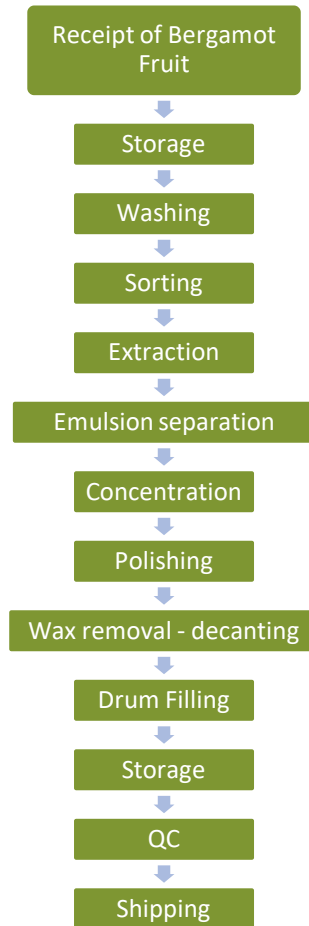 Receipt of Bergamot
Fruit
Storage
Washing
Sorting
Extraction
Emulsion separation
Concentration
Polishing
Wax removal - decanting
Drum Filling
Storage
QC
Shipping